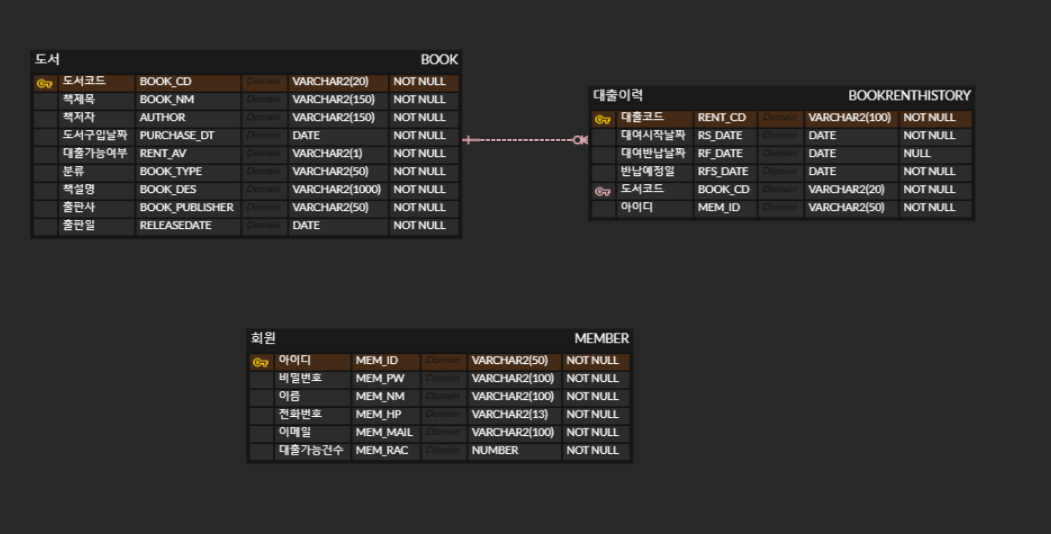 도서 BOOK
도서코드 BOOK_CD Domain VARCHAR2(20) NOT NULL
책제목 BOOK_NM Domain VARCHAR2(150) NOT NULL
책저자 AUTHOR Domain VARCHAR2(150) NOT NULL
도서구입날짜 PURCHASE_DT Domain DATE NOT NULL
대출가능여부 RENT_AV Domain VARCHAR2(1) NOT NULL
분류 BOOK_TYPE Domain VARCHAR2(50) NOT NULL
책설명 BOOK_DES Domain VARCHAR2(1000) NOT NULL
출판사 BOOK_PUBLISHER Domain VARCHAR2(50) NOT NULL
출판일 RELEASEDATE Domain DATE NOT NULL
대출이력 BOOKRENTHISTORY
대출코드 RENT_CD Domain VARCHAR2(100) NOT NULL
대여시작날짜 RS_DATE Domain DATE NOT NULL
대여반납날짜 RF_DATE Domain DATE NULL
반납예정일 RFS_DATE Domain DATE NOT NULL
도서코드 BOOK_CD Domain VARCHAR2(20) NOT NULL
아이디 MEM_ID Domain VARCHAR2(50) NOT NULL
회원 MEMBER
아이디 MEM_ID Domain VARCHAR2(50) NOT NULL
비밀번호 MEM_PW Domain VARCHAR2(100) NOT NULL
이름 MEM_NM Domain VARCHAR2(100) NOT NULL
전화번호 MEM_HP Domain VARCHAR2(13) NOT NULL
이메일 MEM_MAIL Domain VARCHAR2(100) NOT NULL
대출가능건수 MEM_RAC Domain NUMBER NOT NULL